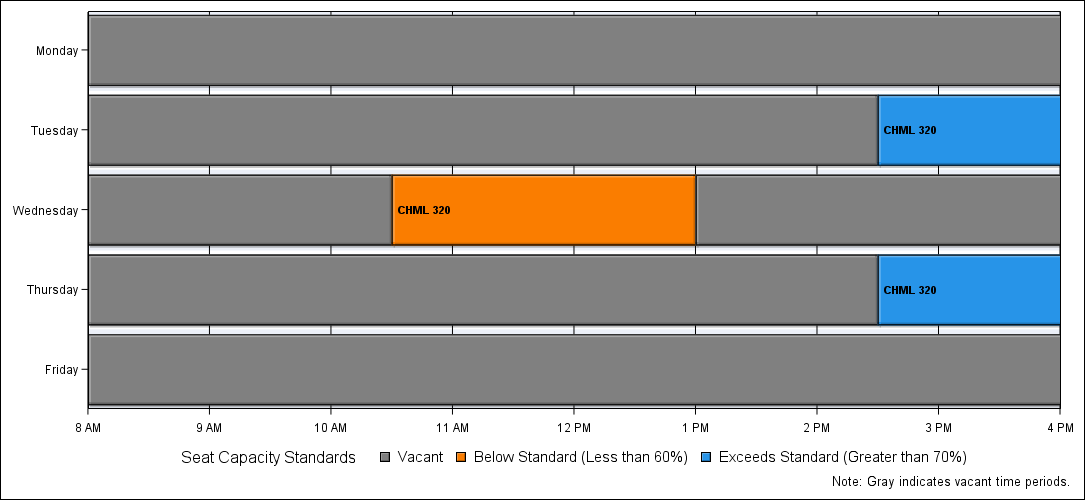 Monday
Tuesday
CHML 320
Wednesday
CHML 320
Thursday
CHML 320
Friday
8 AM 9 AM 10 AM 11 AM 12 PM 1 PM 2 PM 3 PM 4 PM
Seat Capacity Standards Vacant Below Standard (Less than 60%) Exceeds Standard (Greater than 70%)
Note: Gray indicates vacant time periods.